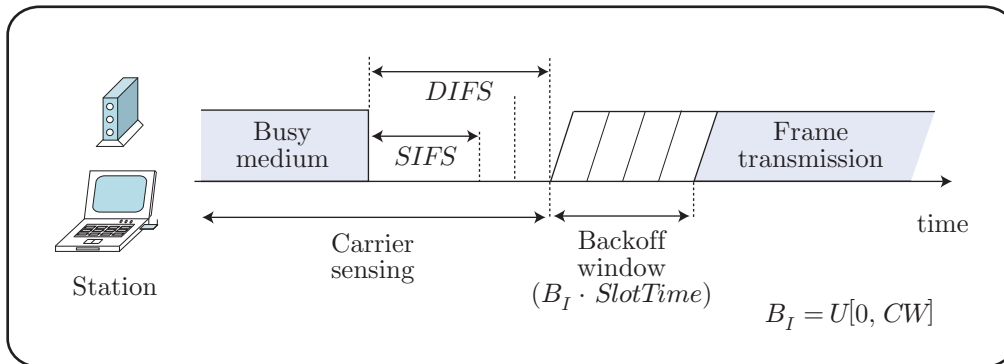 DIFS
Busy
medium
SIFS
Frame
transmission
time
Carrier
sensing
Backoff
window
(B_I · SlotTime)
Station
B_I = U[0, CW]